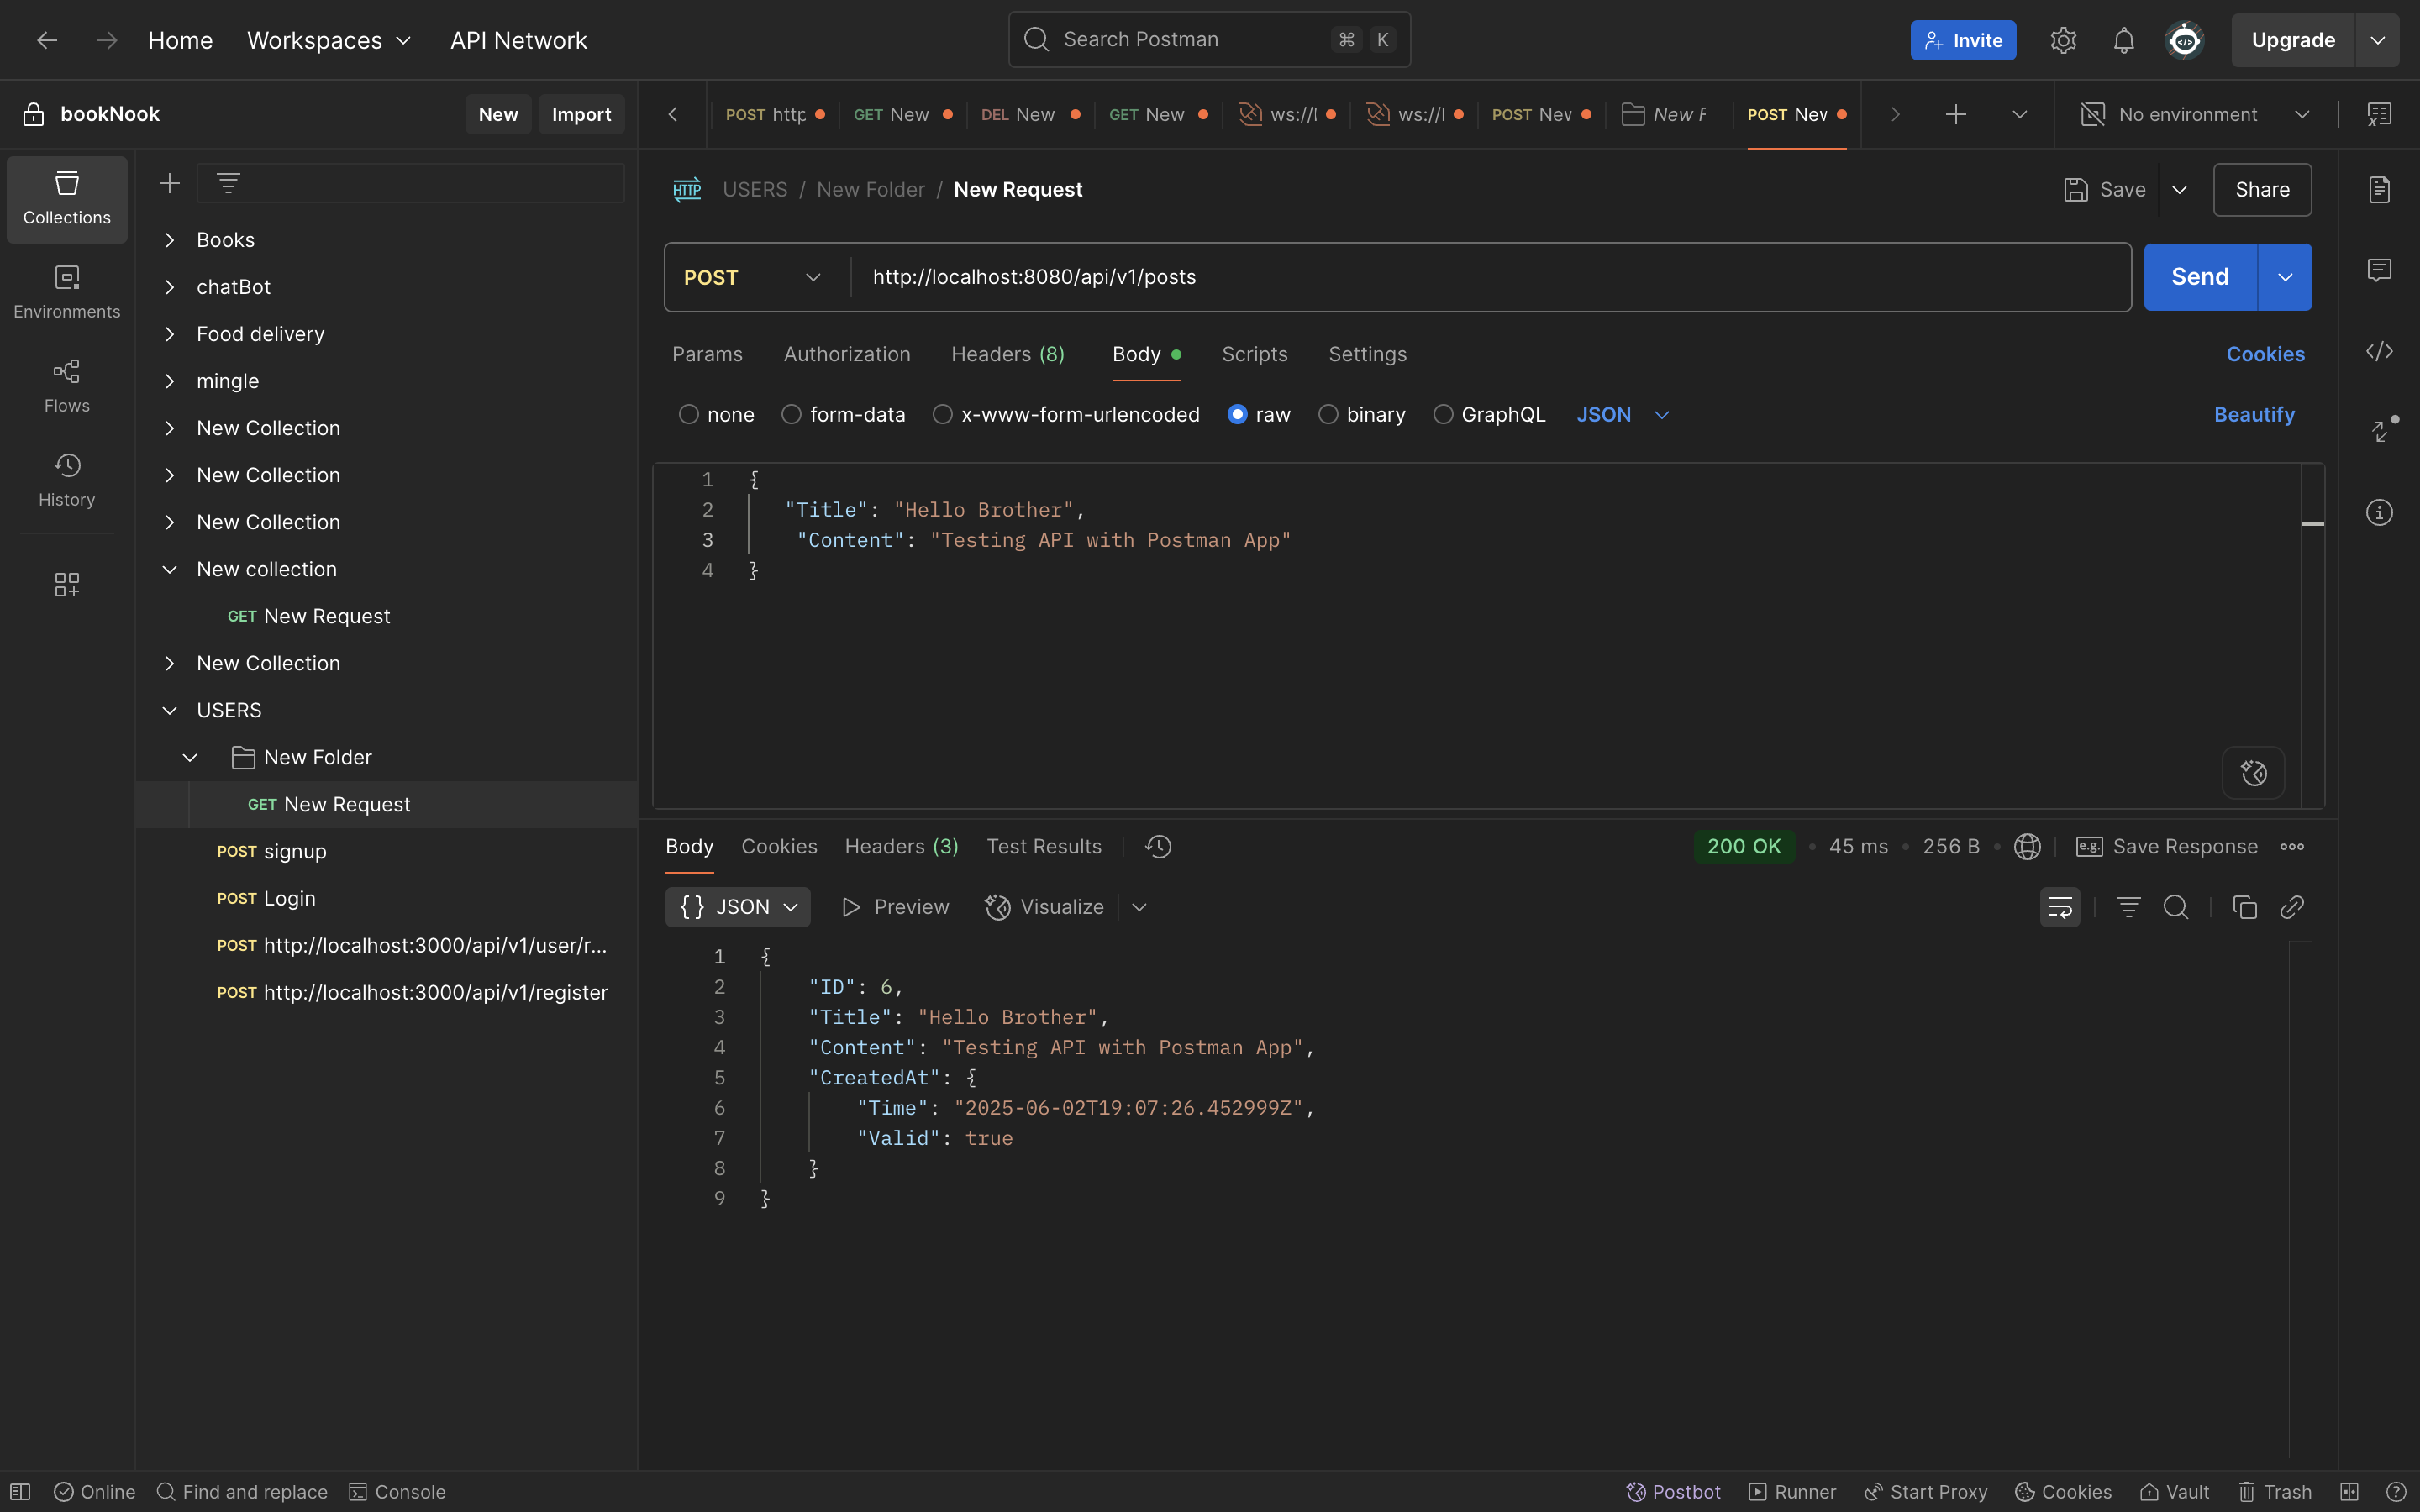 Home Workspaces API Network Search Postman ⌘ K Invite Upgrade
bookNook New Import
POST http GET New DEL New GET New ws://l ws://l POST Nev New F POST Nev No environment
Collections
Environments
Flows
History
Books
chatBot
Food delivery
mingle
New Collection
New Collection
New Collection
New collection
GET New Request
New Collection
USERS
New Folder
GET New Request
POST signup
POST Login
POST http://localhost:3000/api/v1/user/r...
POST http://localhost:3000/api/v1/register
HTTP USERS / New Folder / New Request Save Share
POST http://localhost:8080/api/v1/posts Send
Params Authorization Headers (8) Body Scripts Settings Cookies
none form-data x-www-form-urlencoded raw binary GraphQL JSON Beautify
1 {
2 "Title": "Hello Brother",
3 "Content": "Testing API with Postman App"
4 }
Body Cookies Headers (3) Test Results 200 OK • 45 ms • 256 B • e.g. Save Response
{} JSON Preview Visualize
1 {
2 "ID": 6,
3 "Title": "Hello Brother",
4 "Content": "Testing API with Postman App",
5 "CreatedAt": {
6 "Time": "2025-06-02T19:07:26.452999Z",
7 "Valid": true
8 }
9 }
Online Find and replace Console Postbot Runner Start Proxy Cookies Vault Trash